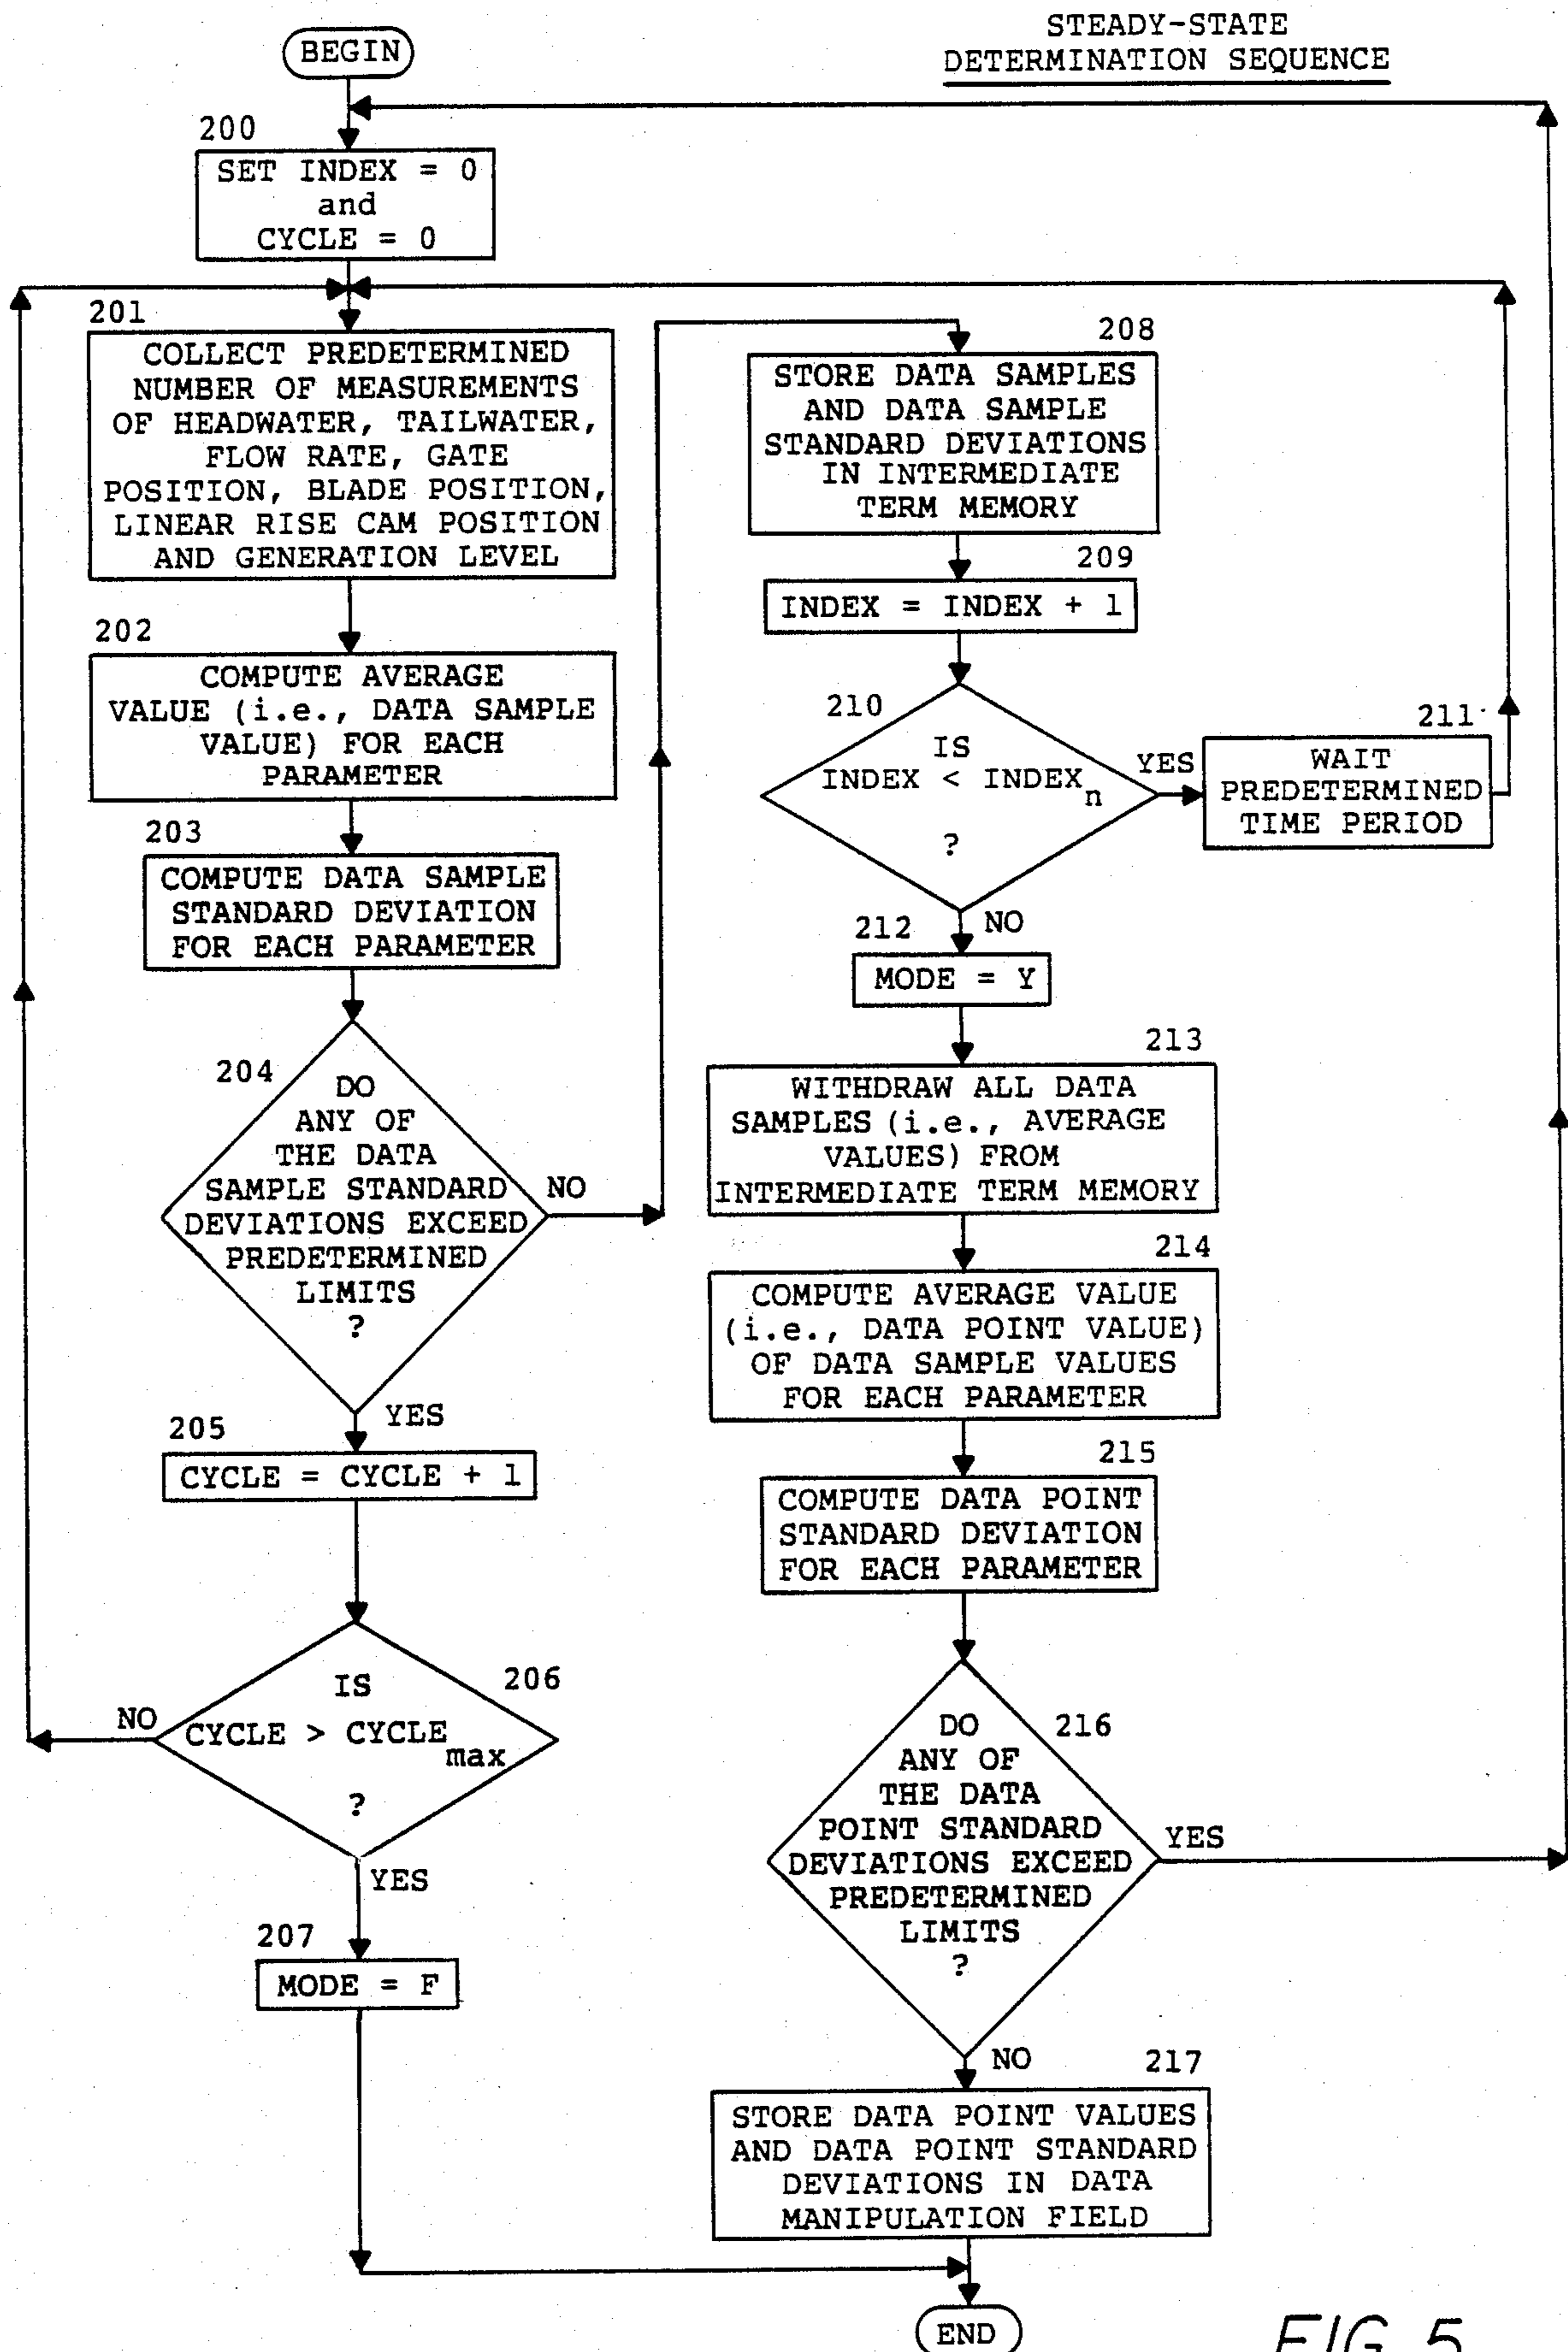 STEADY-STATE
DETERMINATION SEQUENCE
BEGIN
200
SET INDEX = 0
and
CYCLE = 0
201
COLLECT PREDETERMINED
NUMBER OF MEASUREMENTS
OF HEADWATER, TAILWATER,
FLOW RATE, GATE
POSITION, BLADE POSITION,
LINEAR RISE CAM POSITION
AND GENERATION LEVEL
202
COMPUTE AVERAGE
VALUE (i.e., DATA SAMPLE
VALUE) FOR EACH
PARAMETER
203
COMPUTE DATA SAMPLE
STANDARD DEVIATION
FOR EACH PARAMETER
204
DO
ANY OF
THE DATA
SAMPLE STANDARD
DEVIATIONS EXCEED
PREDETERMINED
LIMITS
?
NO
YES
205
CYCLE = CYCLE + 1
206
IS
CYCLE > CYCLE max
?
NO
YES
207
MODE = F
208
STORE DATA SAMPLES
AND DATA SAMPLE
STANDARD DEVIATIONS
IN INTERMEDIATE
TERM MEMORY
209
INDEX = INDEX + 1
210
IS
INDEX < INDEX n
?
YES
211
WAIT
PREDETERMINED
TIME PERIOD
NO
212
MODE = Y
213
WITHDRAW ALL DATA
SAMPLES (i.e., AVERAGE
VALUES) FROM
INTERMEDIATE TERM MEMORY
214
COMPUTE AVERAGE VALUE
(i.e., DATA POINT VALUE)
OF DATA SAMPLE VALUES
FOR EACH PARAMETER
215
COMPUTE DATA POINT
STANDARD DEVIATION
FOR EACH PARAMETER
216
DO
ANY OF
THE DATA
POINT STANDARD
DEVIATIONS EXCEED
PREDETERMINED
LIMITS
?
YES
NO
217
STORE DATA POINT VALUES
AND DATA POINT STANDARD
DEVIATIONS IN DATA
MANIPULATION FIELD
END
FIG 5